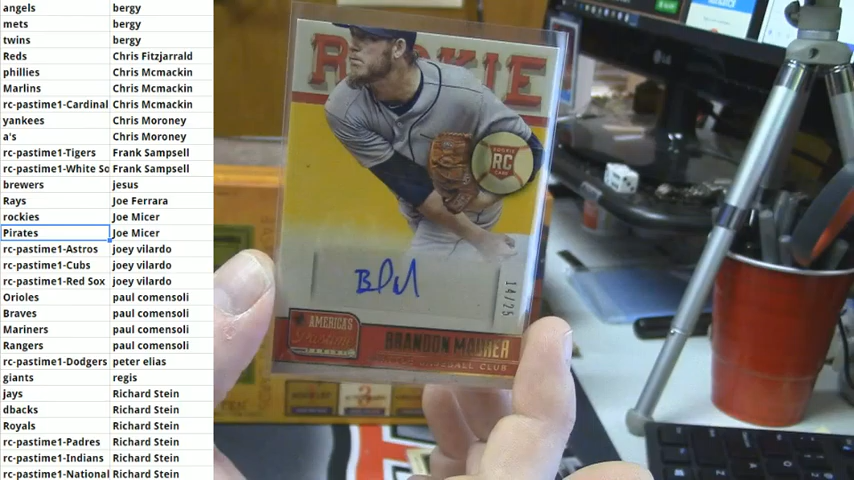 angels bergy
mets bergy
twins bergy
Reds Chris Fitzjarrald
phillies Chris Mcmackin
Marlins Chris Mcmackin
rc-pastime1-Cardinal Chris Mcmackin
yankees Chris Moroney
a's Chris Moroney
rc-pastime1-Tigers Frank Sampsell
rc-pastime1-White So Frank Sampsell
brewers jesus
Rays Joe Ferrara
rockies Joe Micer
Pirates Joe Micer
rc-pastime1-Astros joey vilardo
rc-pastime1-Cubs joey vilardo
rc-pastime1-Red Sox joey vilardo
Orioles paul comensoli
Braves paul comensoli
Mariners paul comensoli
Rangers paul comensoli
rc-pastime1-Dodgers peter elias
giants regis
jays Richard Stein
dbacks Richard Stein
Royals Richard Stein
rc-pastime1-Padres Richard Stein
rc-pastime1-Indians Richard Stein
rc-pastime1-National Richard Stein
ROOKIE
ROOKIE
RC
CARD
14/25
AMERICA'S
Pastime
BRANDON MAURER
BASEBALL CLUB
LG